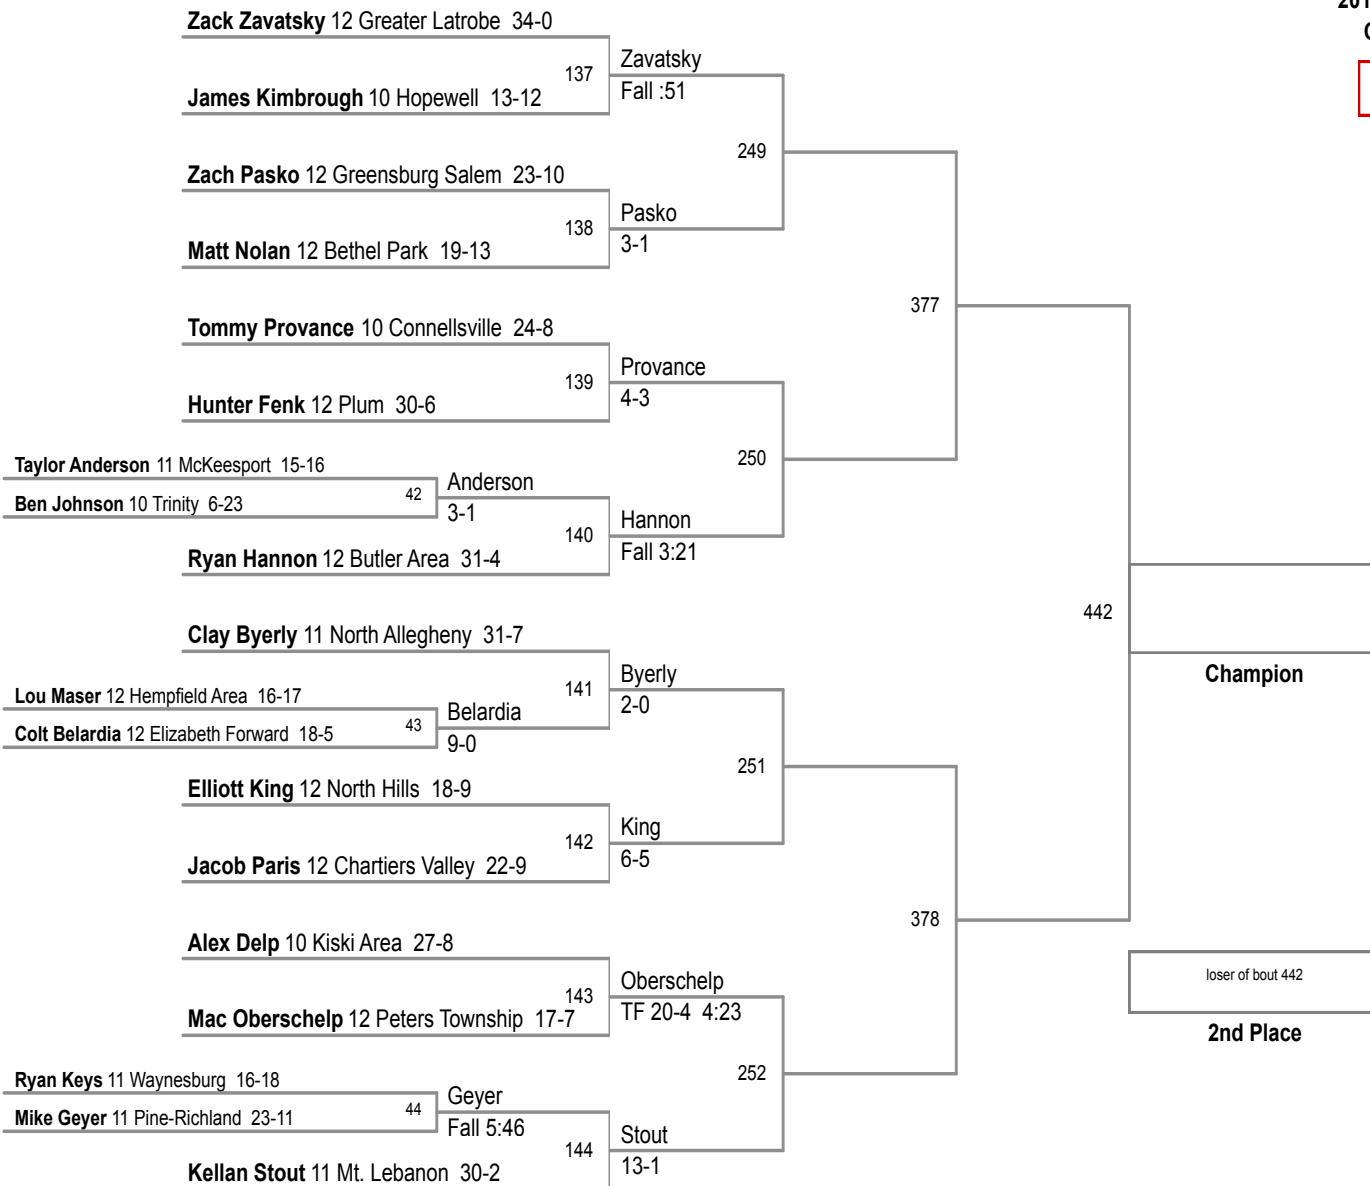 Zack Zavatsky 12 Greater Latrobe 34-0
201
Zavatsky
137
Fall :51
James Kimbrough 10 Hopewell 13-12
249
Zach Pasko 12 Greensburg Salem 23-10
Pasko
138
3-1
Matt Nolan 12 Bethel Park 19-13
377
Tommy Provance 10 Connellsville 24-8
Provance
139
4-3
Hunter Fenk 12 Plum 30-6
250
Taylor Anderson 11 McKeesport 15-16
Anderson
42
Ben Johnson 10 Trinity 6-23
3-1
Hannon
140
Fall 3:21
Ryan Hannon 12 Butler Area 31-4
442
Clay Byerly 11 North Allegheny 31-7
Byerly
141
2-0
Lou Maser 12 Hempfield Area 16-17
Belardia
43
Colt Belardia 12 Elizabeth Forward 18-5
9-0
Champion
251
Elliott King 12 North Hills 18-9
King
142
6-5
Jacob Paris 12 Chartiers Valley 22-9
378
Alex Delp 10 Kiski Area 27-8
Oberschelp
143
TF 20-4 4:23
Mac Oberschelp 12 Peters Township 17-7
loser of bout 442
2nd Place
252
Ryan Keys 11 Waynesburg 16-18
Geyer
44
Mike Geyer 11 Pine-Richland 23-11
Fall 5:46
Stout
144
13-1
Kellan Stout 11 Mt. Lebanon 30-2